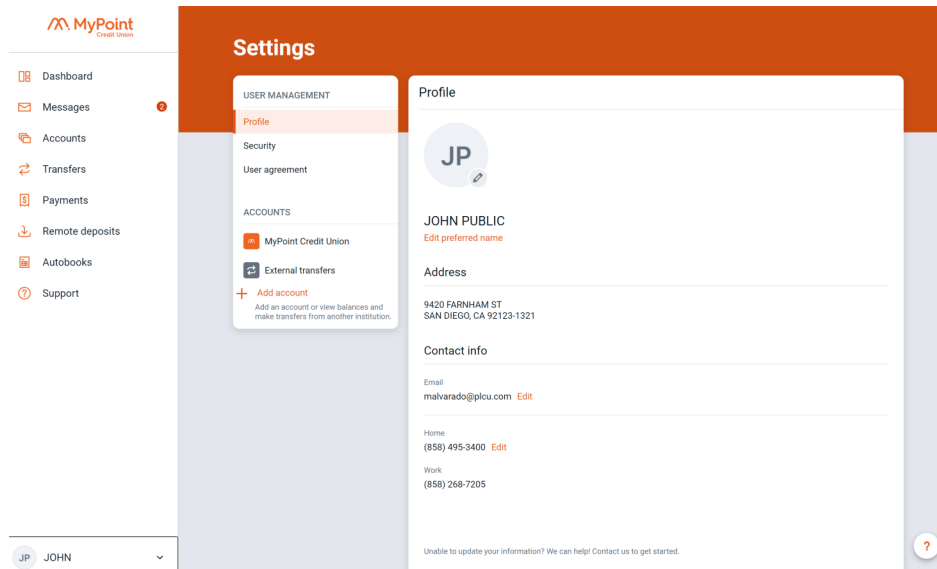 MyPoint
Credit Union
Dashboard
Messages 2
Accounts
Transfers
Payments
Remote deposits
Autobooks
Support
JP JOHN
Settings
USER MANAGEMENT
Profile
Security
User agreement
ACCOUNTS
MyPoint Credit Union
External transfers
Add account
Add an account or view balances and
make transfers from another institution.
Profile
JP
JOHN PUBLIC
Edit preferred name
Address
9420 FARNHAM ST
SAN DIEGO, CA 92123-1321
Contact info
Email
malvarado@plcu.com Edit
Home
(858) 495-3400 Edit
Work
(858) 268-7205
Unable to update your information? We can help! Contact us to get started.
?